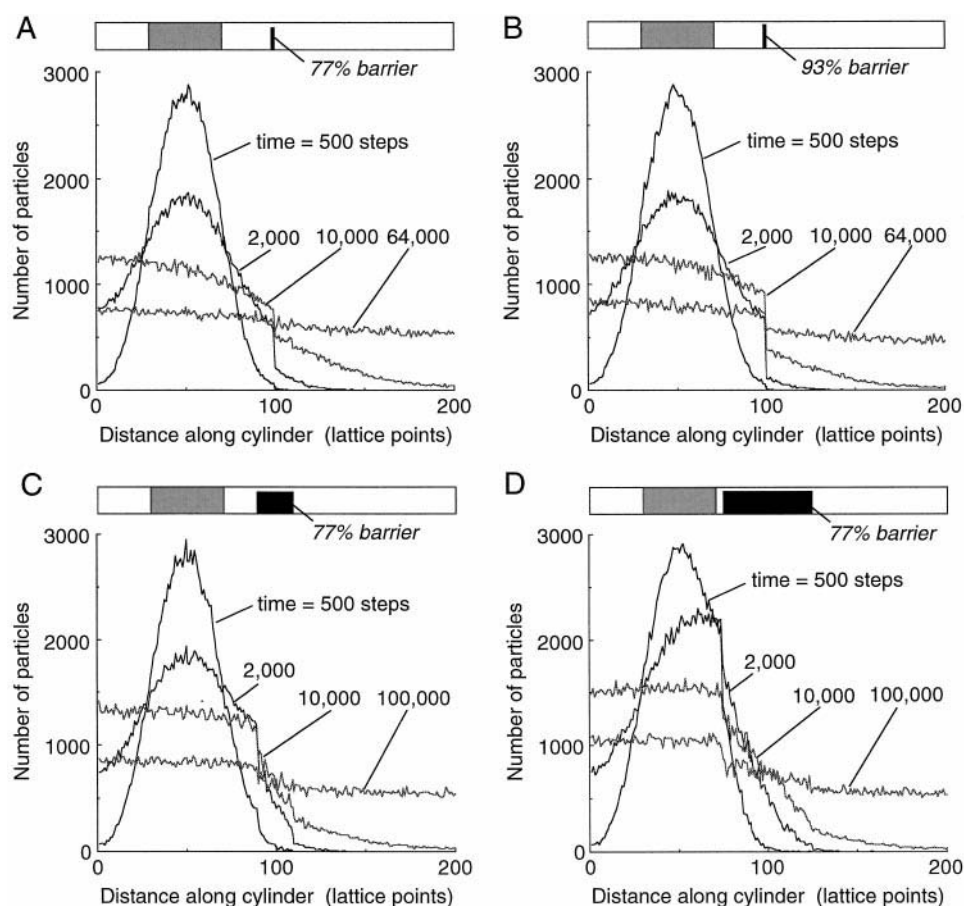 A
77% barrier
3000
2000
1000
0
Number of particles
time = 500 steps
2,000 10,000 64,000
0 100 200
Distance along cylinder (lattice points)
B
93% barrier
3000
2000
1000
0
Number of particles
time = 500 steps
2,000 10,000 64,000
0 100 200
Distance along cylinder (lattice points)
C
77% barrier
3000
2000
1000
0
Number of particles
time = 500 steps
2,000
10,000 100,000
0 100 200
Distance along cylinder (lattice points)
D
77% barrier
3000
2000
1000
0
Number of particles
time = 500 steps
2,000
10,000 100,000
0 100 200
Distance along cylinder (lattice points)